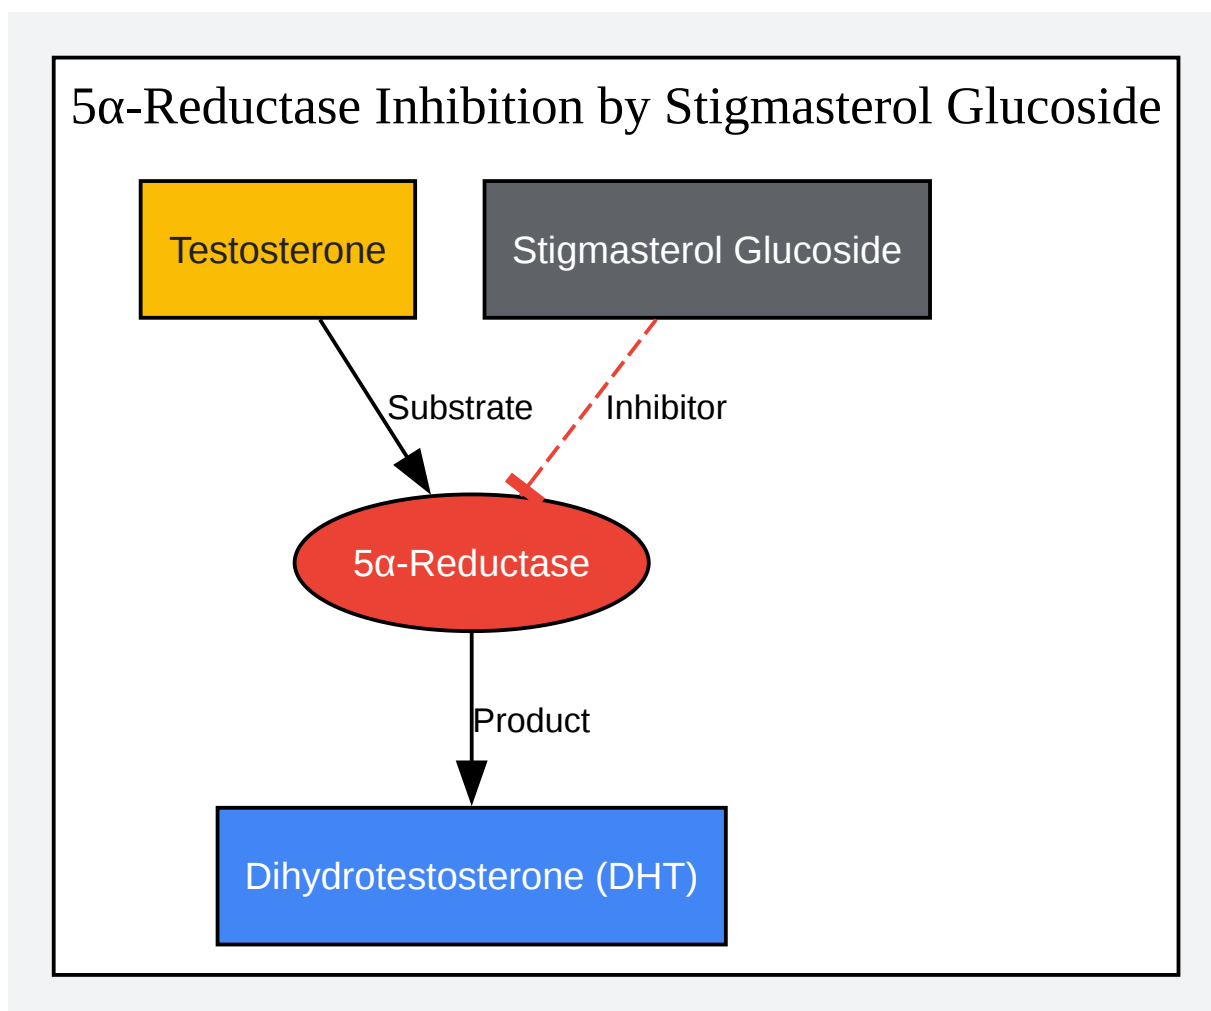 5α-Reductase Inhibition by Stigmasterol Glucoside
Testosterone
Stigmasterol Glucoside
Substrate
Inhibitor
5α-Reductase
Product
Dihydrotestosterone (DHT)